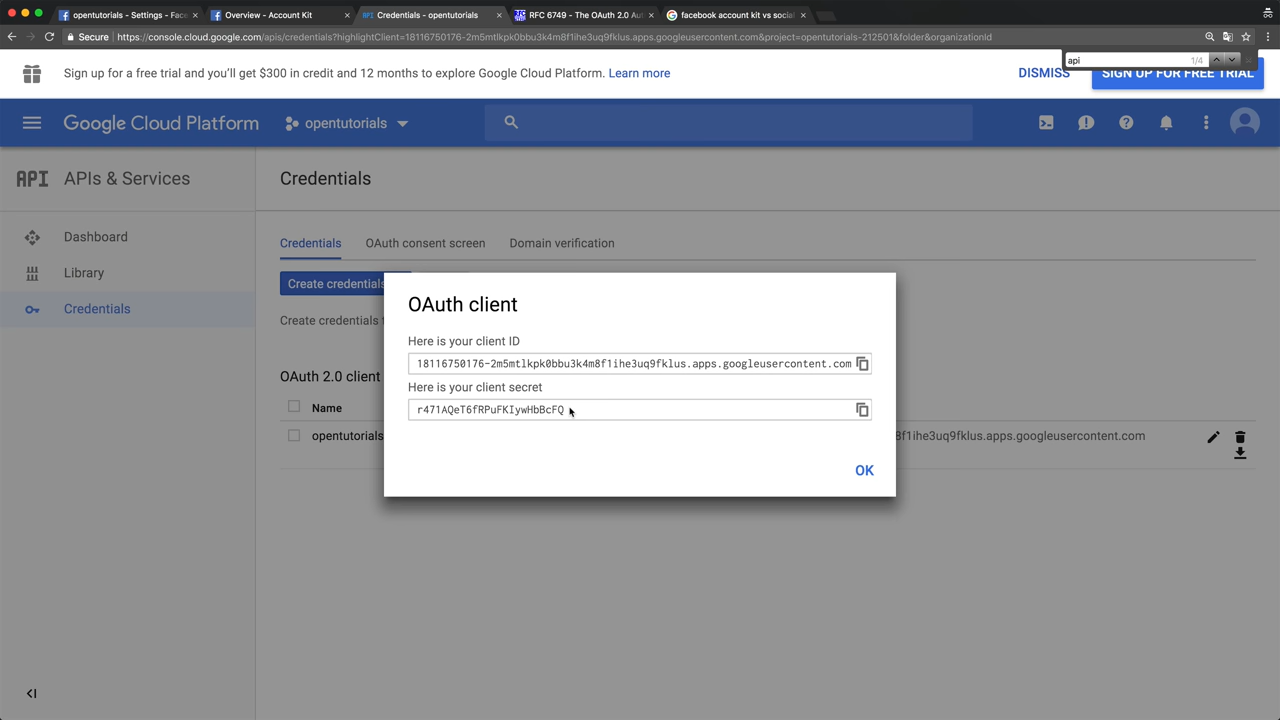 opentutorials - Settings - Face
Overview - Account Kit
API Credentials - opentutorials
RFC 6749 - The OAuth 2.0 Aut
facebook account kit vs social
Secure https://console.cloud.google.com/apis/credentials?highlightClient=18116750176-2m5mtlkpk0bbu3k4m8f1ihe3uq9fklus.apps.googleusercontent.com&project=opentutorials-212501&folder&organizationId
api 1/4
Sign up for a free trial and you'll get $300 in credit and 12 months to explore Google Cloud Platform. Learn more
DISMISS
SIGN UP FOR FREE TRIAL
Google Cloud Platform
opentutorials
API APIs & Services
Credentials
Dashboard
Library
Credentials
Credentials
OAuth consent screen
Domain verification
Create credentials
Create credentials
OAuth 2.0 client
Name
opentutorials
8f1ihe3uq9fklus.apps.googleusercontent.com
OAuth client
Here is your client ID
18116750176-2m5mtlkpk0bbu3k4m8f1ihe3uq9fklus.apps.googleusercontent.com
Here is your client secret
r471AQeT6fRPuFKIywHbBcFQ
OK